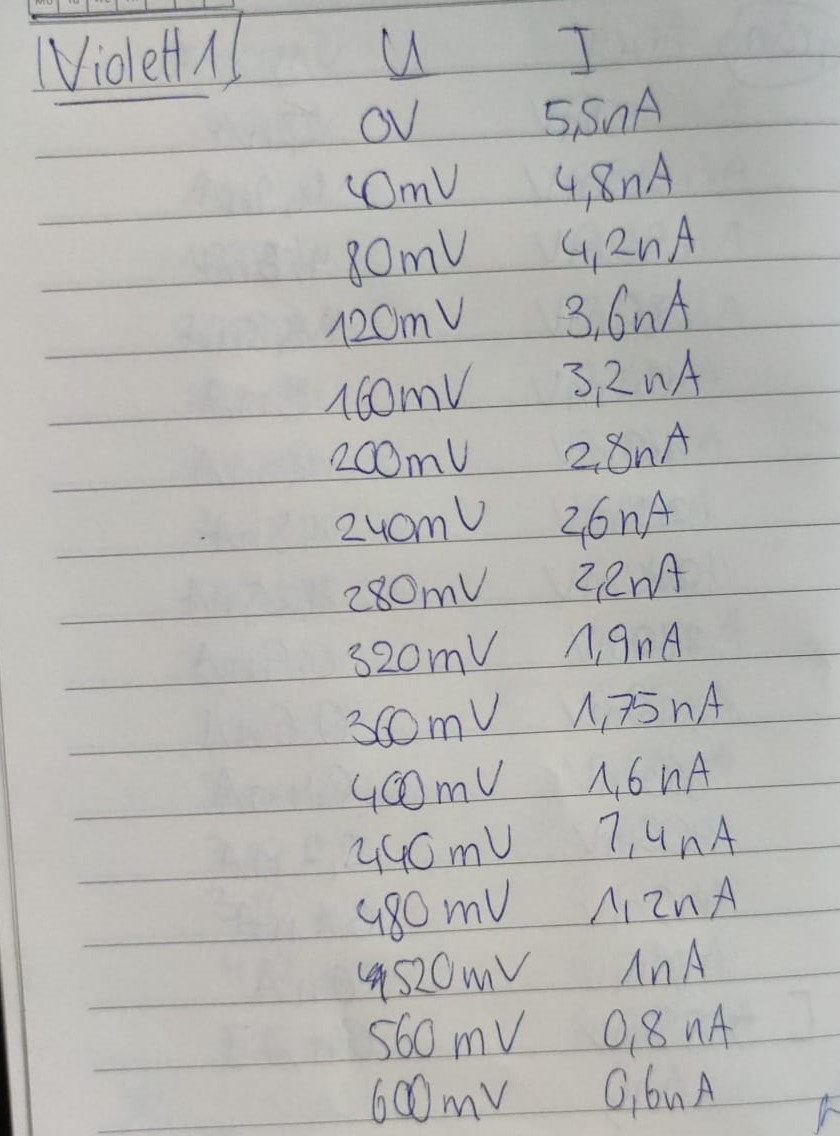 Violett 1 U I
0V 5,5nA
40mV 4,8nA
80mV 4,2nA
120mV 3,6nA
160mV 3,2nA
200mV 2,8nA
240mV 2,6nA
280mV 2,2nA
320mV 1,9nA
360mV 1,75nA
400mV 1,6nA
440mV 1,4nA
480mV 1,2nA
520mV 1nA
560mV 0,8nA
600mV 0,6nA